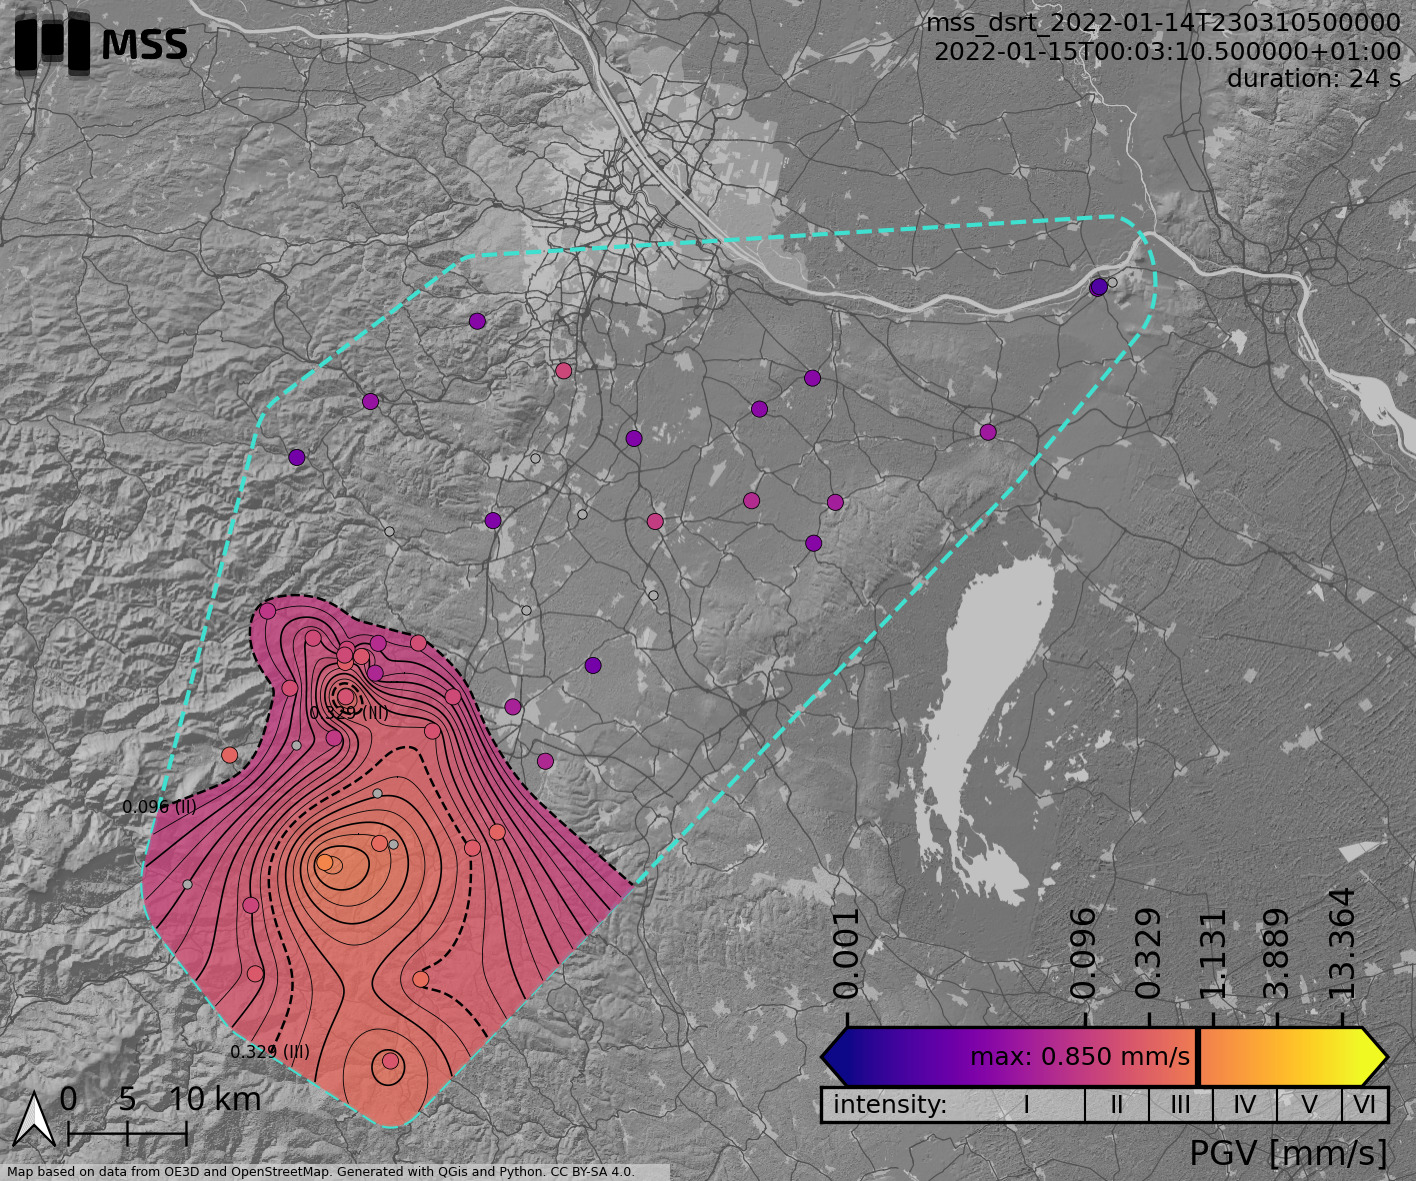 MSS
mss_dsrt_2022-01-14T230310500000
2022-01-15T00:03:10.500000+01:00
duration: 24 s
0.329 (III)
0.096 (II)
0.329 (III)
0.001
0.096
0.329
1.131
3.889
13.364
max: 0.850 mm/s
intensity: I II III IV V VI
PGV [mm/s]
0 5 10 km
Map based on data from OE3D and OpenStreetMap. Generated with QGis and Python. CC BY-SA 4.0.